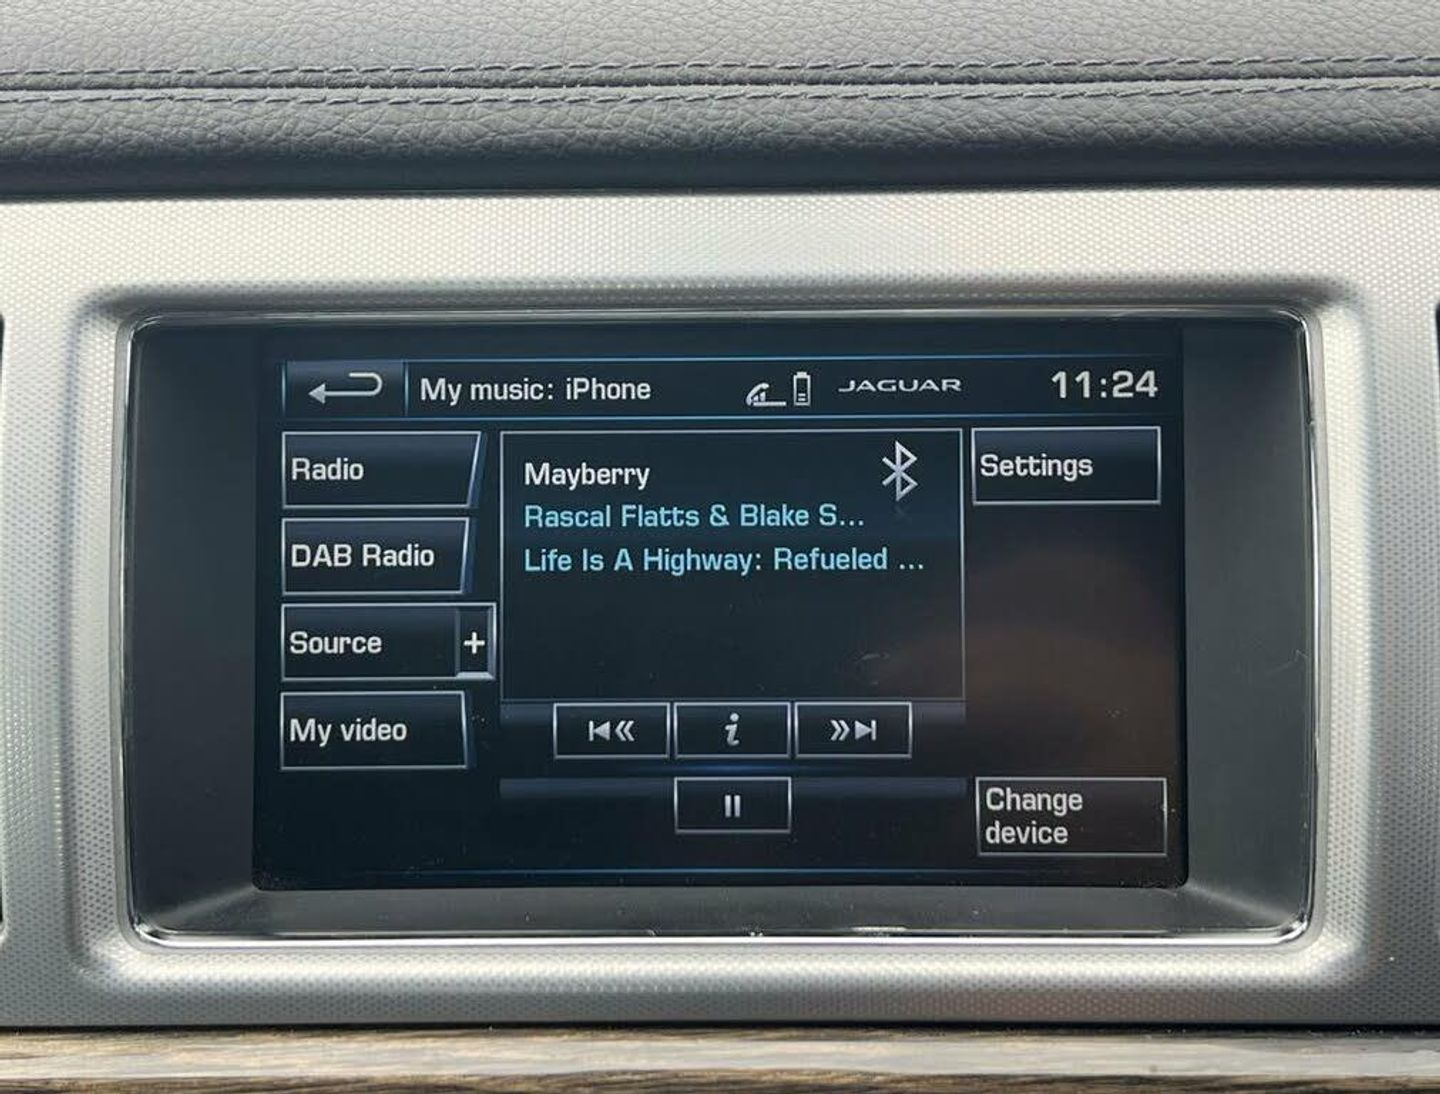 My music: iPhone
JAGUAR
11:24
Radio
DAB Radio
Source +
My video
Mayberry
Rascal Flatts & Blake S...
Life Is A Highway: Refueled ...
i
Settings
Change
device